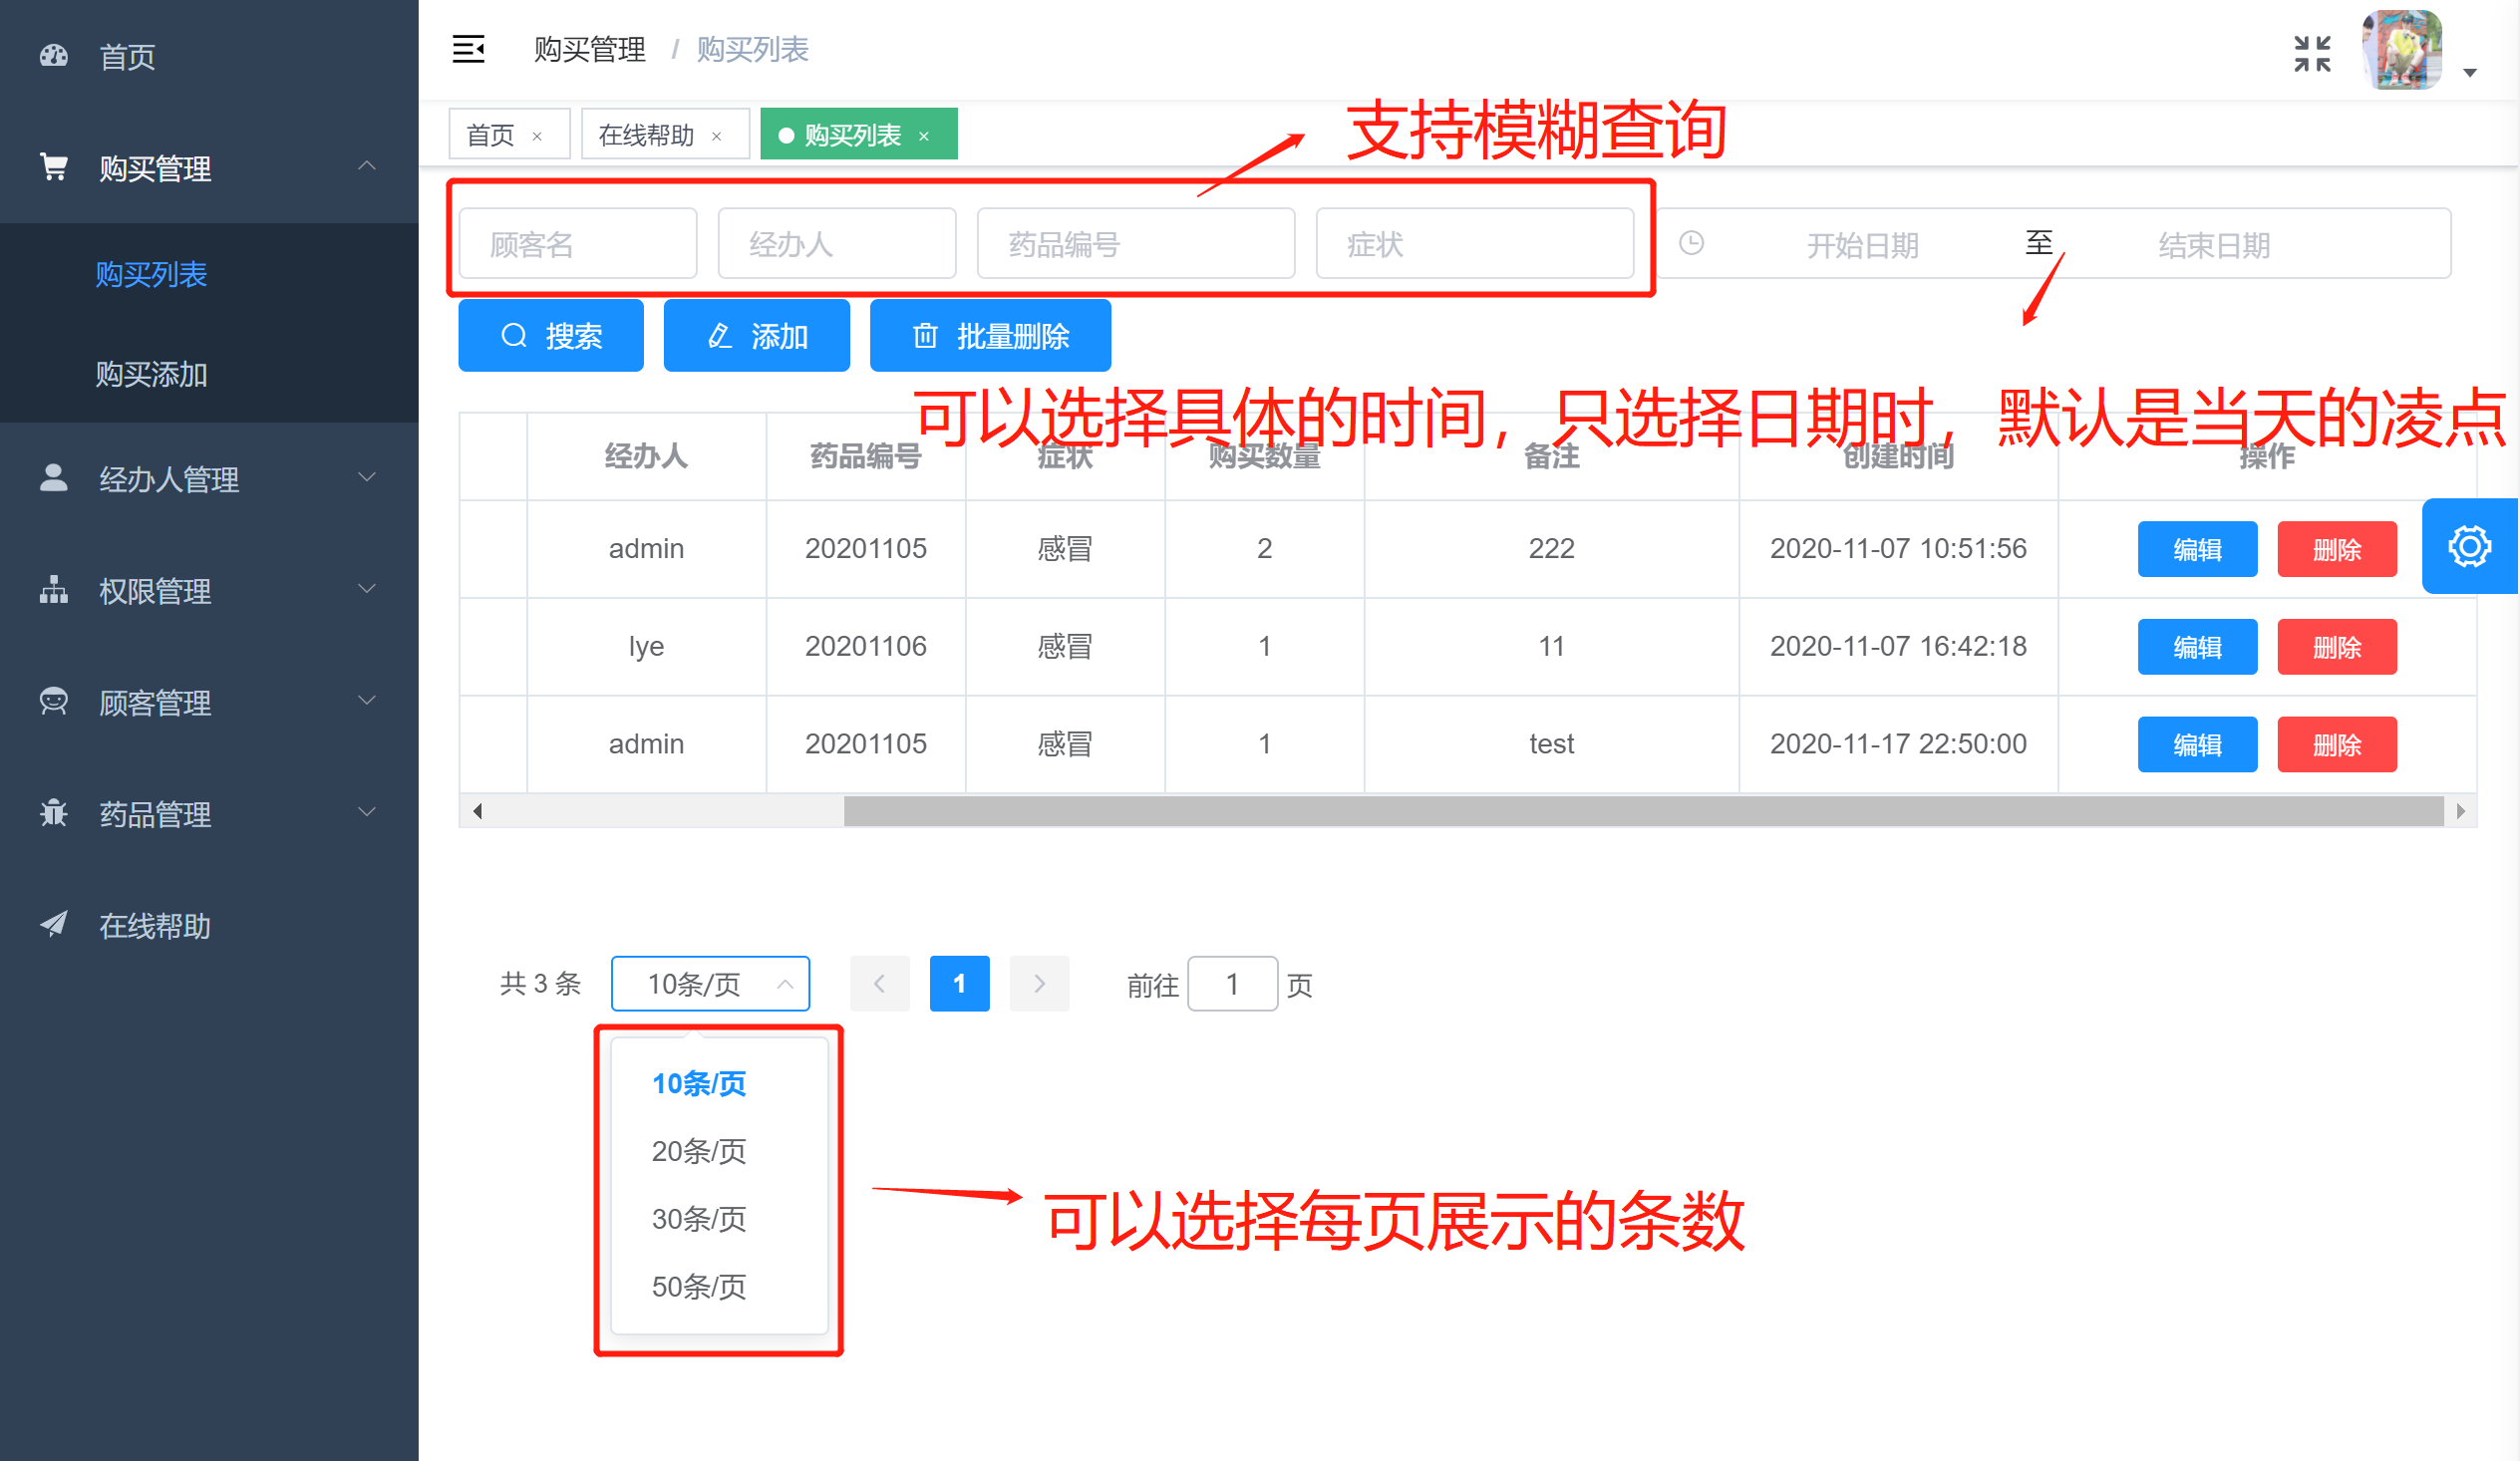 首页
购买管理
购买列表
购买添加
经办人管理
权限管理
顾客管理
药品管理
在线帮助
购买管理 / 购买列表
首页 × 在线帮助 × 购买列表 ×
支持模糊查询
顾客名 经办人 药品编号 症状 开始日期 至 结束日期
搜索 添加 批量删除
可以选择具体的时间，只选择日期时，默认是当天的凌点
经办人 药品编号 症状 购买数量 备注 创建时间 操作
admin 20201105 感冒 2 222 2020-11-07 10:51:56 编辑 删除
lye 20201106 感冒 1 11 2020-11-07 16:42:18 编辑 删除
admin 20201105 感冒 1 test 2020-11-17 22:50:00 编辑 删除
共 3 条 10条/页 1 前往 1 页
10条/页
20条/页
30条/页
50条/页
可以选择每页展示的条数